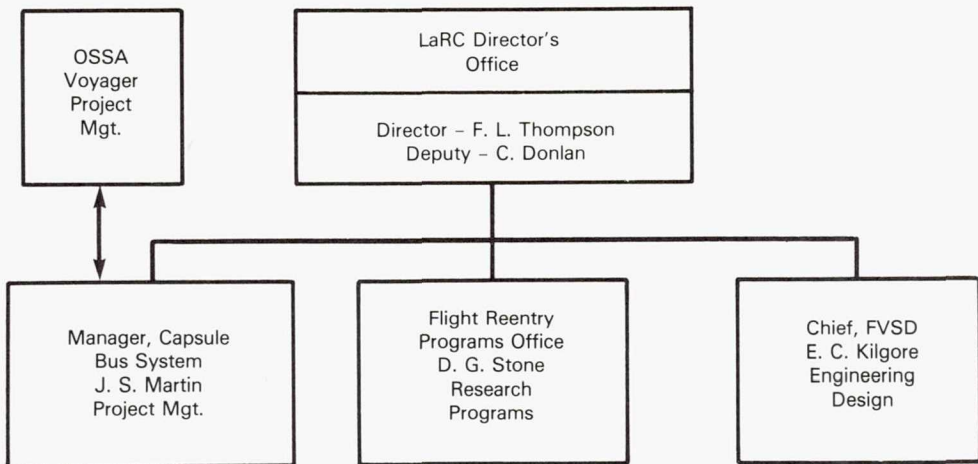 OSSA
Voyager
Project
Mgt.
LaRC Director's
Office
Director – F. L. Thompson
Deputy – C. Donlan
Manager, Capsule
Bus System
J. S. Martin
Project Mgt.
Flight Reentry
Programs Office
D. G. Stone
Research
Programs
Chief, FVSD
E. C. Kilgore
Engineering
Design